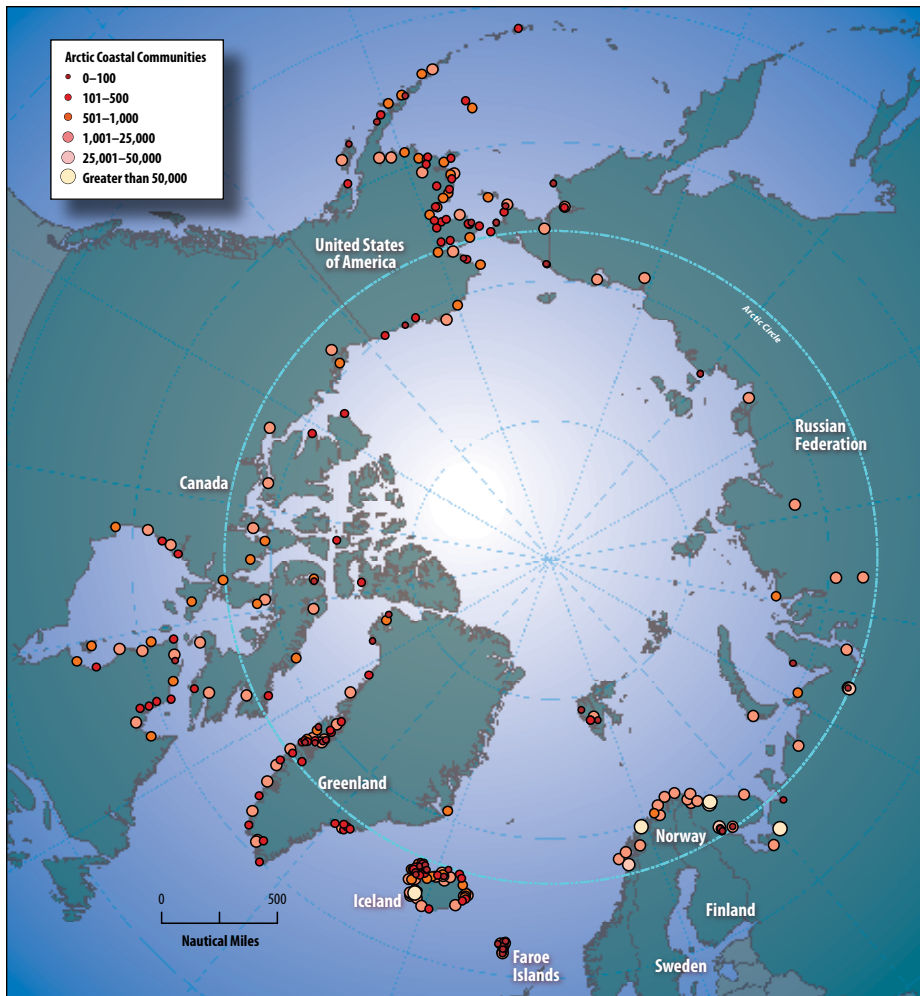 Arctic Coastal Communities
0–100
101–500
501–1,000
1,001–25,000
25,001–50,000
Greater than 50,000
United States
of America
Arctic Circle
Russian
Federation
Canada
Greenland
Norway
Iceland
Finland
0 500
Nautical Miles
Faroe
Islands
Sweden